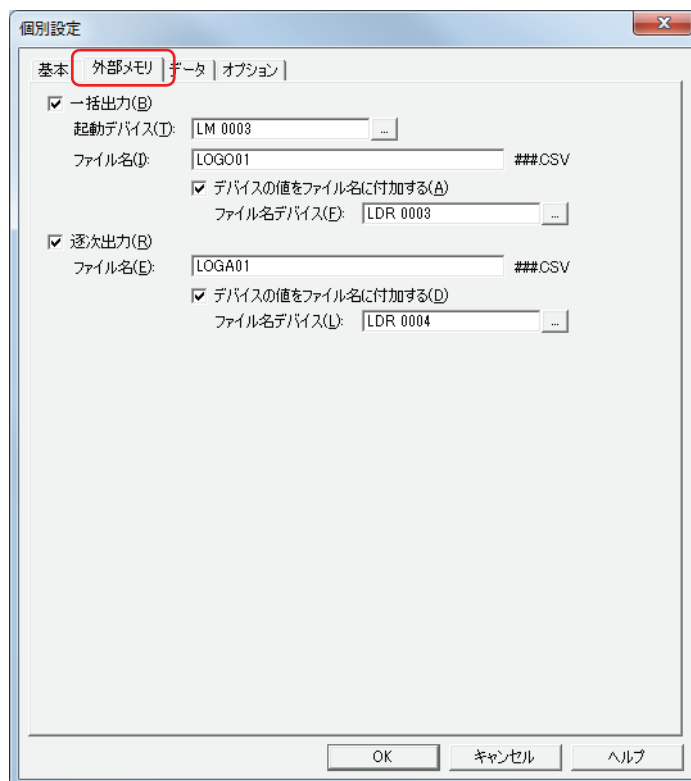 個別設定
基本 外部メモリ データ オプション
一括出力(B)
起動デバイス(T): LM 0003 ...
ファイル名(I): LOGO01 ###.CSV
デバイスの値をファイル名に付加する(A)
ファイル名デバイス(F): LDR 0003 ...
逐次出力(R)
ファイル名(E): LOGA01 ###.CSV
デバイスの値をファイル名に付加する(D)
ファイル名デバイス(L): LDR 0004 ...
OK キャンセル ヘルプ